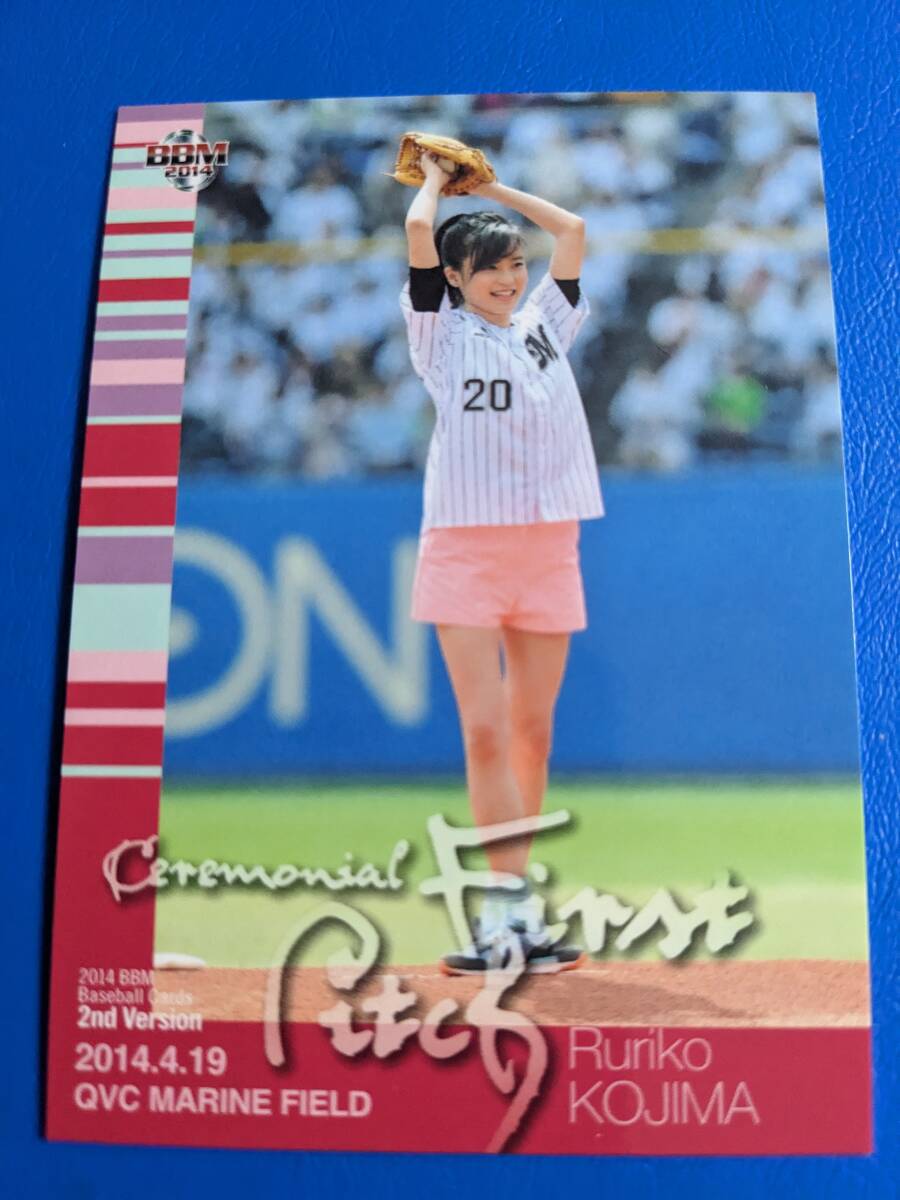 BBM
2014
M
20
ON
Ceremonial First
Pitch
2014 BBM
Baseball Cards
2nd Version
2014.4.19
QVC MARINE FIELD
Ruriko
KOJIMA